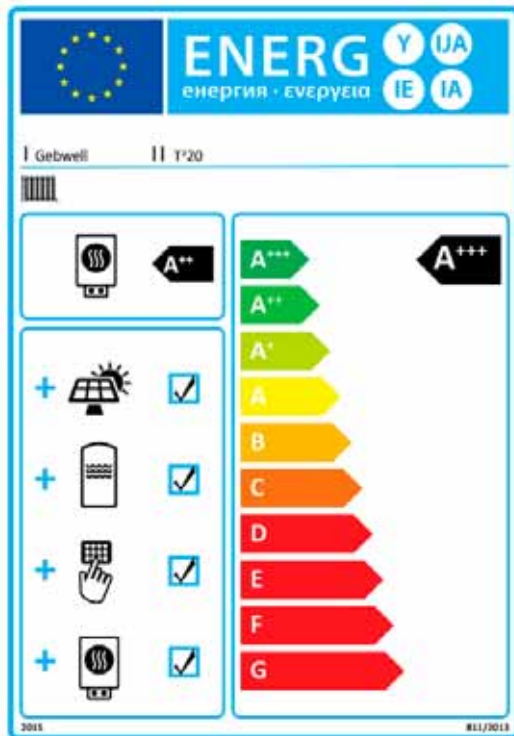 ENERG Y IJA
енергия · ενεργεια IE IA
I Gebwell II T²20
A++
A+++ A+++
A++
A+
A
B
C
D
E
F
G
2015 811/2013